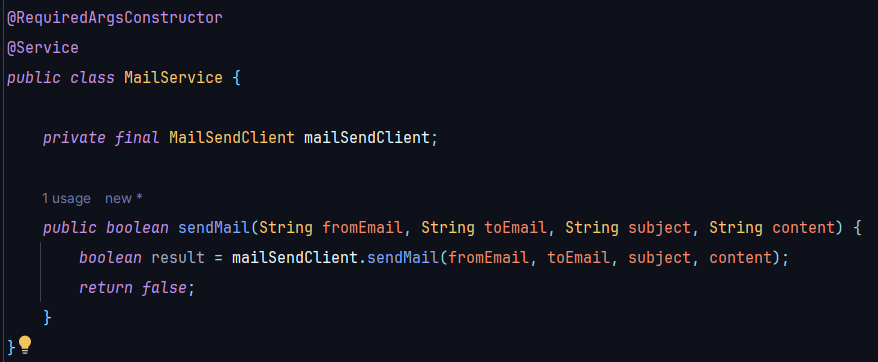 @RequiredArgsConstructor
@Service
public class MailService {
private final MailSendClient mailSendClient;
1 usage new *
public boolean sendMail(String fromEmail, String toEmail, String subject, String content) {
boolean result = mailSendClient.sendMail(fromEmail, toEmail, subject, content);
return false;
}
}